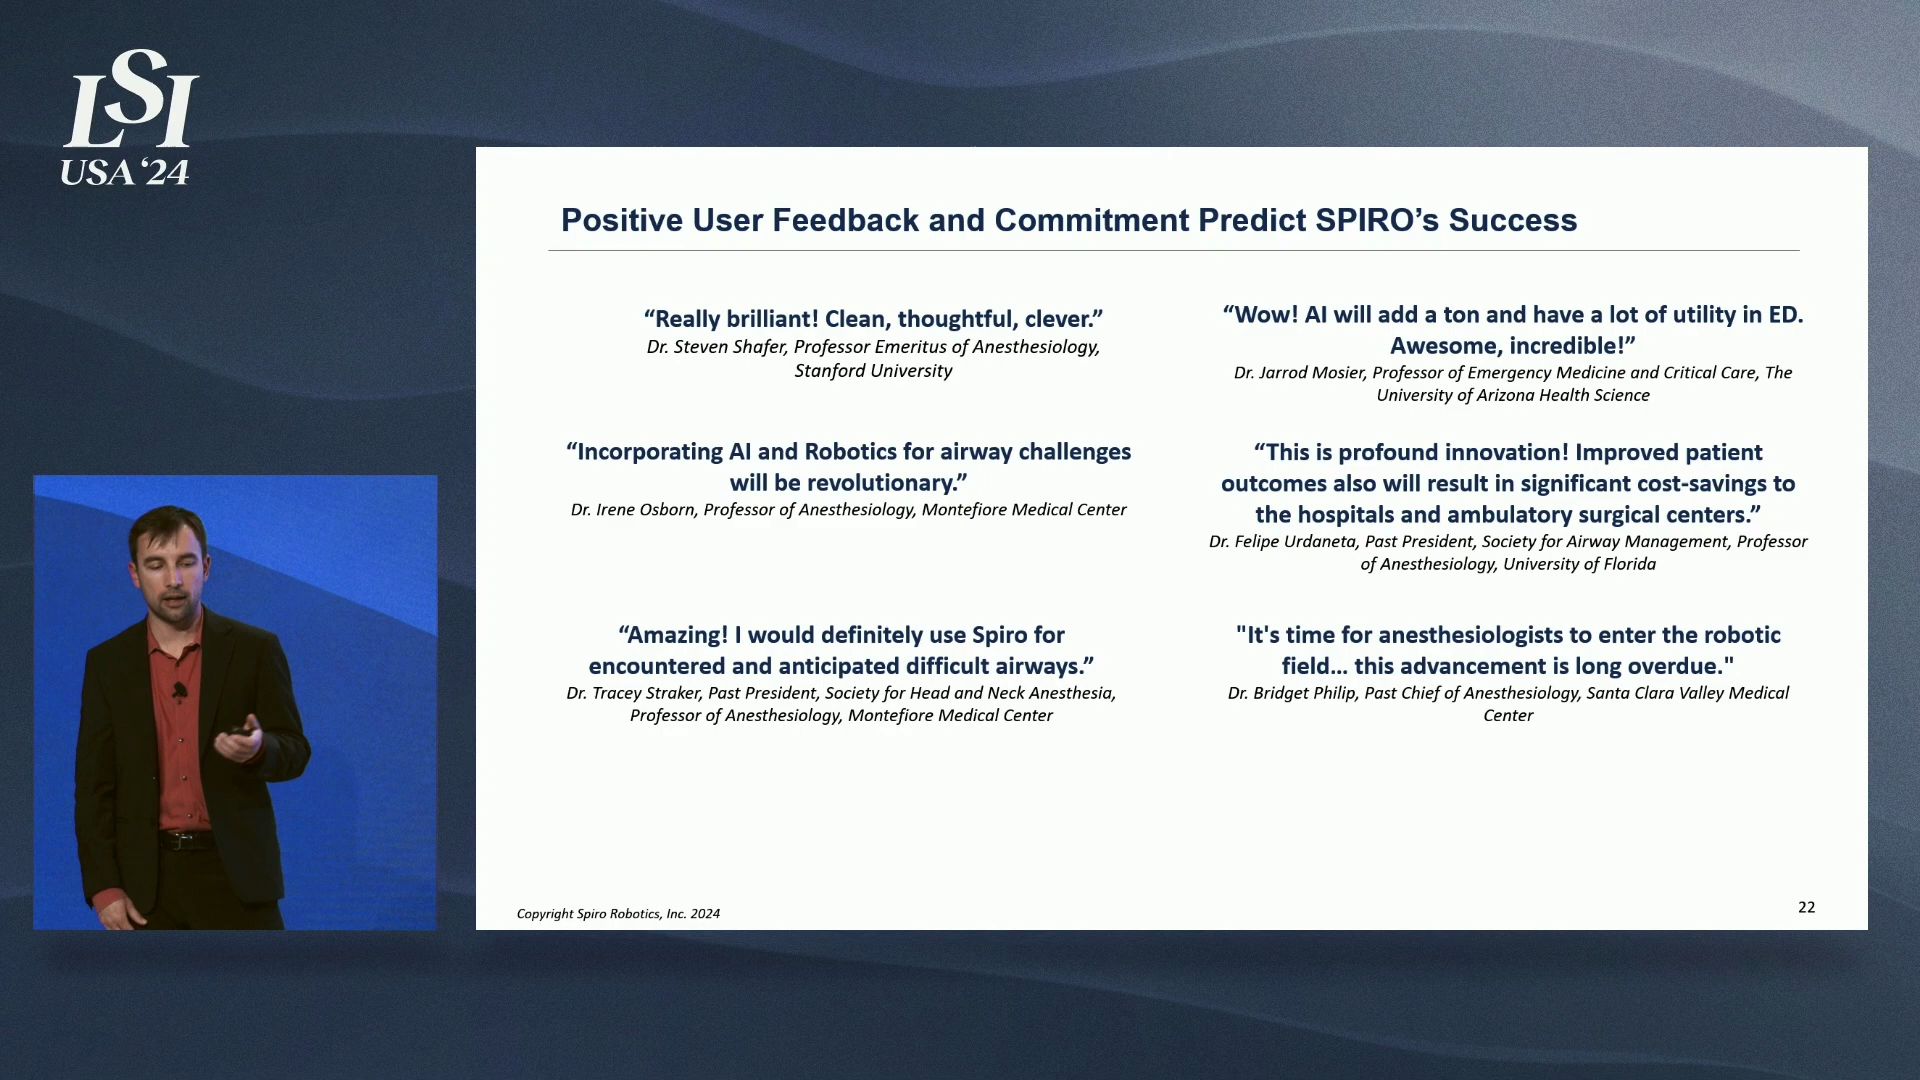 LSI
USA '24
Positive User Feedback and Commitment Predict SPIRO’s Success
“Really brilliant! Clean, thoughtful, clever.”
Dr. Steven Shafer, Professor Emeritus of Anesthesiology,
Stanford University
“Incorporating AI and Robotics for airway challenges
will be revolutionary.”
Dr. Irene Osborn, Professor of Anesthesiology, Montefiore Medical Center
“Amazing! I would definitely use Spiro for
encountered and anticipated difficult airways.”
Dr. Tracey Straker, Past President, Society for Head and Neck Anesthesia,
Professor of Anesthesiology, Montefiore Medical Center
“Wow! AI will add a ton and have a lot of utility in ED.
Awesome, incredible!”
Dr. Jarrod Mosier, Professor of Emergency Medicine and Critical Care, The
University of Arizona Health Science
“This is profound innovation! Improved patient
outcomes also will result in significant cost-savings to
the hospitals and ambulatory surgical centers.”
Dr. Felipe Urdaneta, Past President, Society for Airway Management, Professor
of Anesthesiology, University of Florida
"It's time for anesthesiologists to enter the robotic
field... this advancement is long overdue."
Dr. Bridget Philip, Past Chief of Anesthesiology, Santa Clara Valley Medical
Center
Copyright Spiro Robotics, Inc. 2024
22